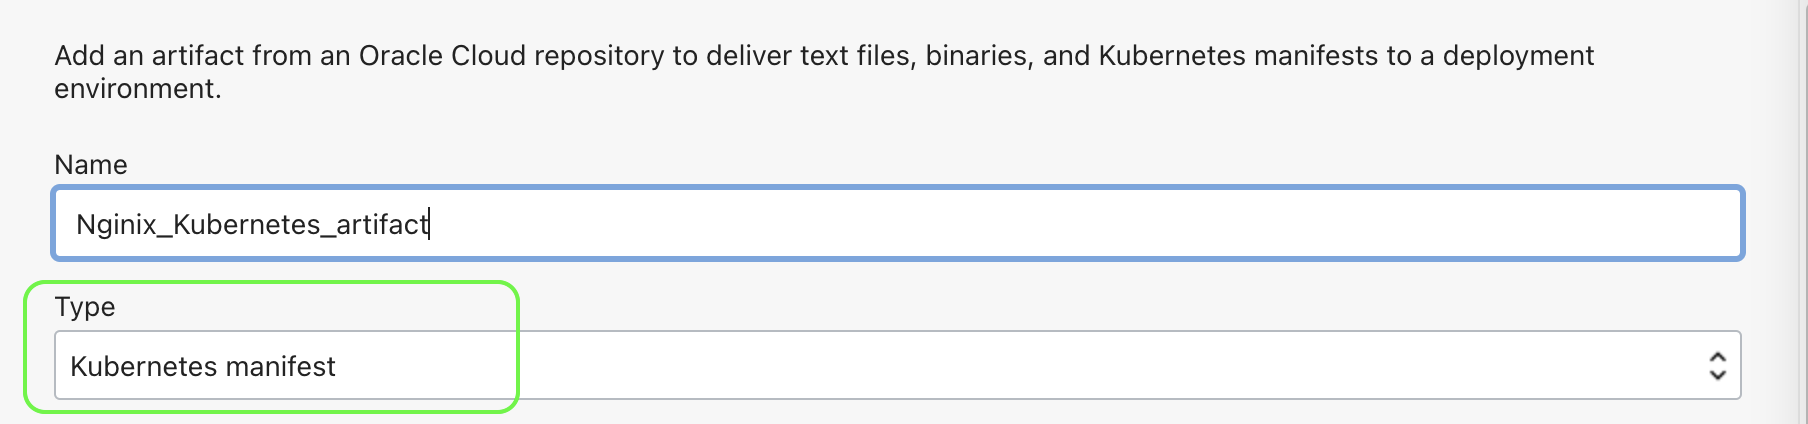 Add an artifact from an Oracle Cloud repository to deliver text files, binaries, and Kubernetes manifests to a deployment
environment.
Name
Nginix_Kubernetes_artifact
Type
Kubernetes manifest